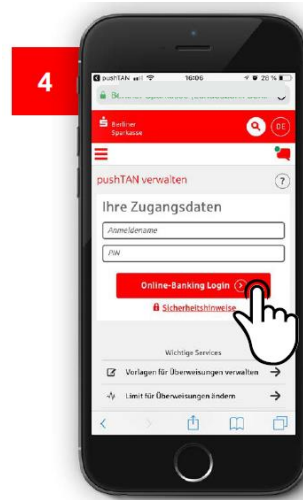 4
pushTAN
16:06
28 %
Berliner
Sparkasse
DE
pushTAN verwalten
?
Ihre Zugangsdaten
Anmeldename
PIN
Online-Banking Login
Sicherheitshinweise
Wichtige Services
Vorlagen für Überweisungen verwalten
Limit für Überweisungen ändern